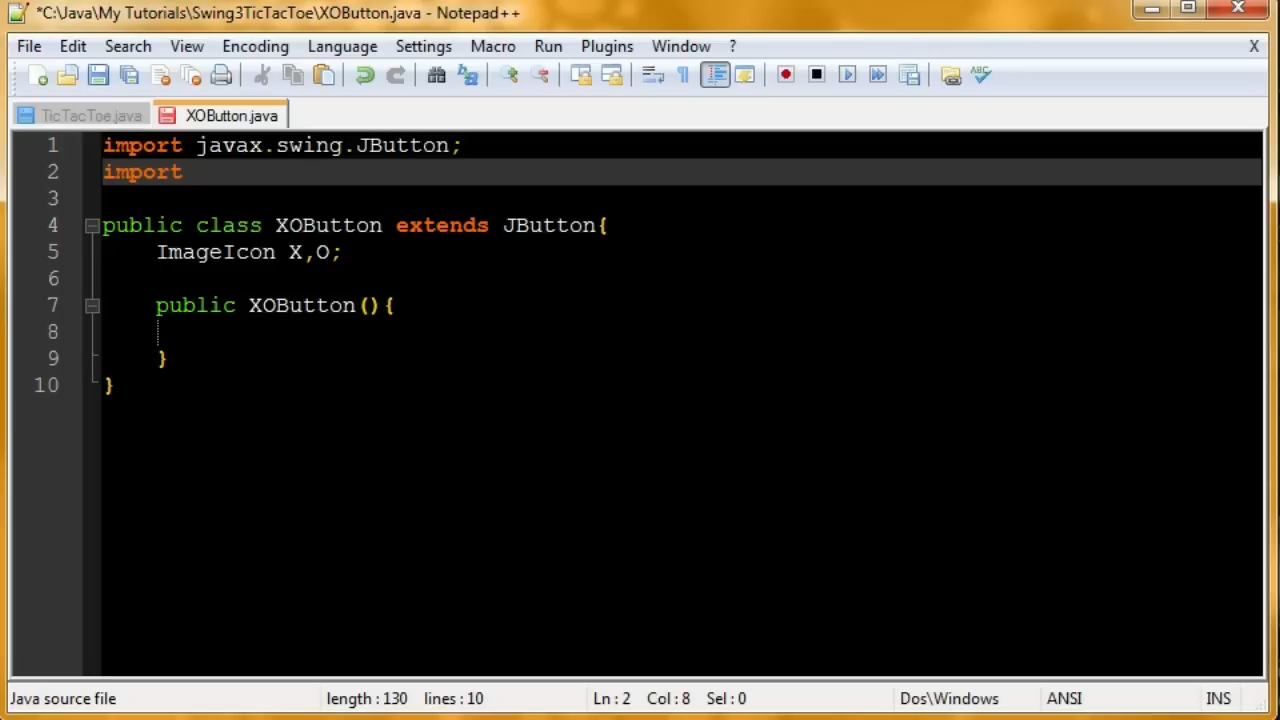 *C:\Java\My Tutorials\Swing3TicTacToe\XOButton.java - Notepad++
File Edit Search View Encoding Language Settings Macro Run Plugins Window ? X
TicTacToe.java XOButton.java
1 import javax.swing.JButton;
2 import
3
4 public class XOButton extends JButton{
5 ImageIcon X,O;
6
7 public XOButton(){
8
9 }
10 }
Java source file length : 130 lines : 10 Ln : 2 Col : 8 Sel : 0 Dos\Windows ANSI INS